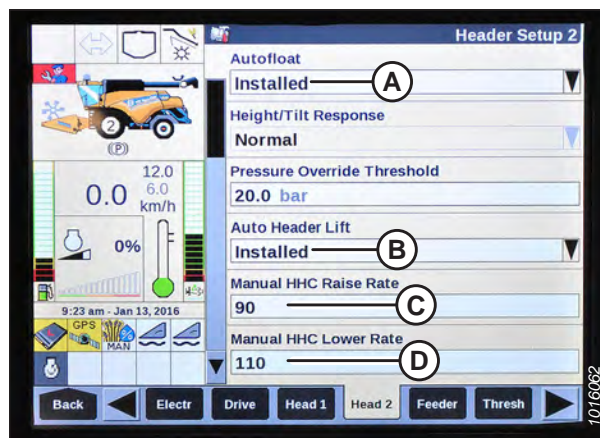 Header Setup 2
Autofloat
Installed
A
Height/Tilt Response
Normal
Pressure Override Threshold
20.0 bar
Auto Header Lift
Installed
B
Manual HHC Raise Rate
90
C
Manual HHC Lower Rate
110
D
2
(P)
12.0
0.0 6.0
km/h
0%
9:23 am - Jan 13, 2016
GPS
MAN
Back
Electr
Drive
Head 1
Head 2
Feeder
Thresh
1016062